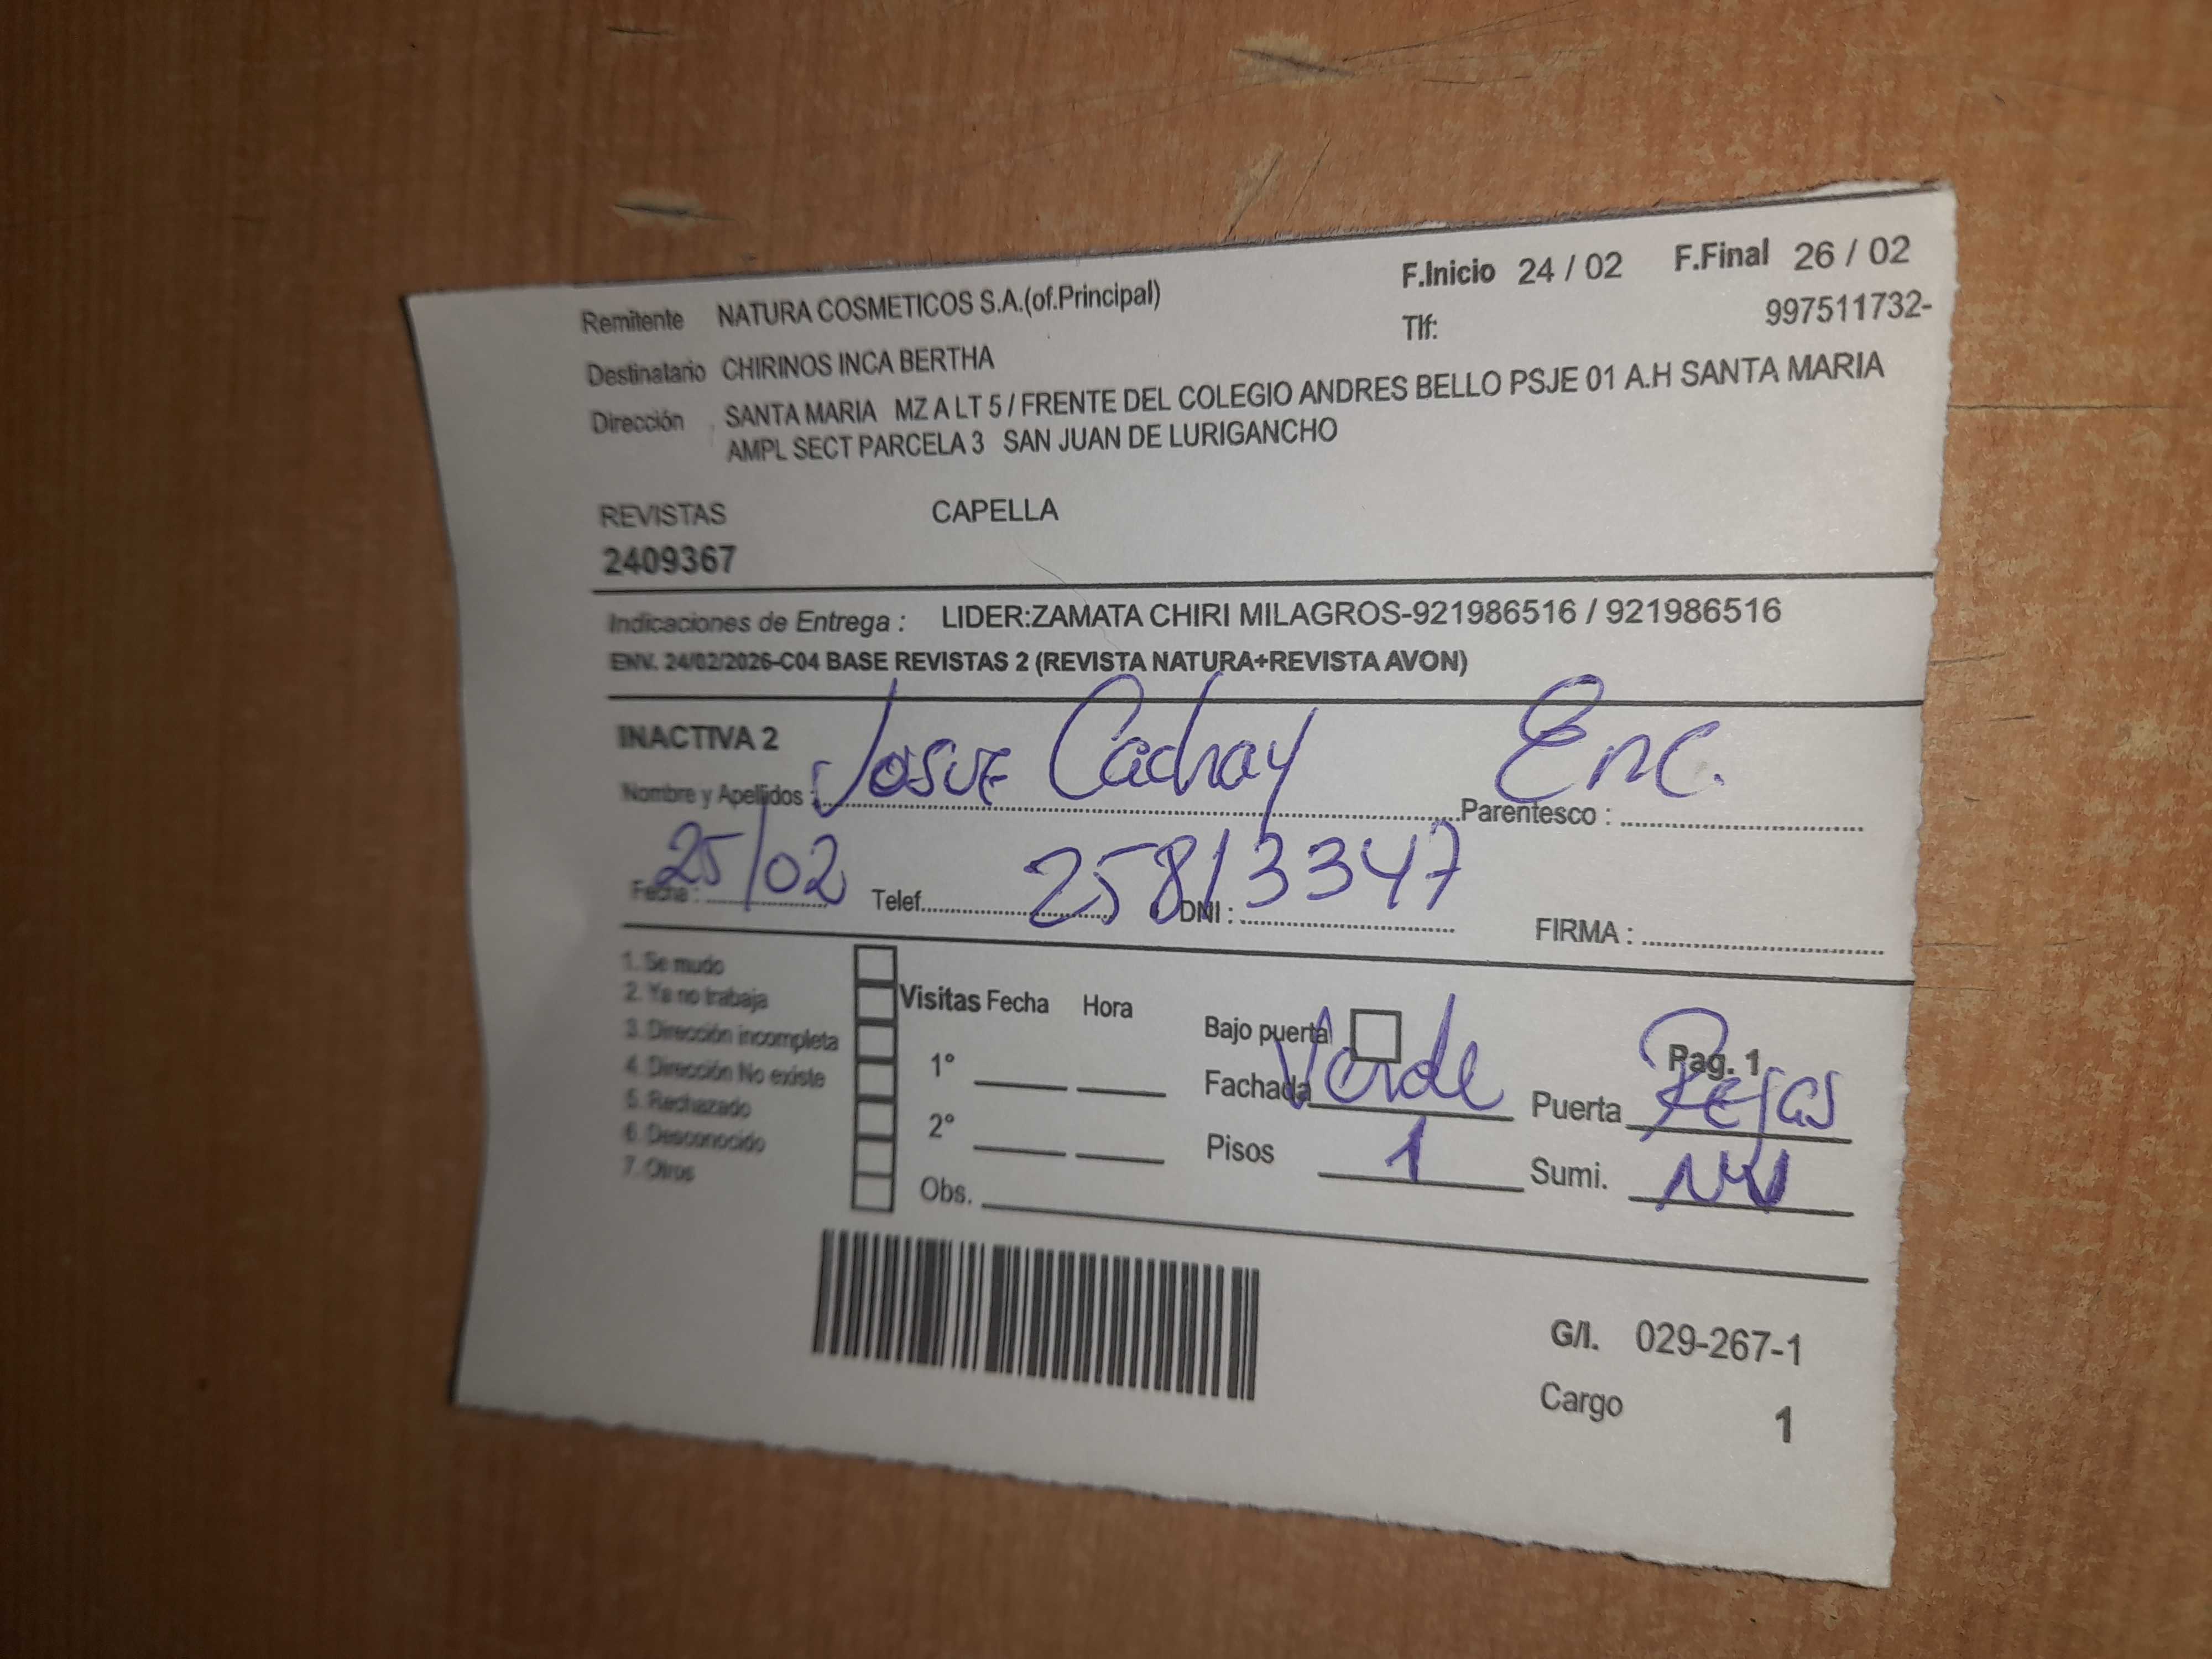 Remitente NATURA COSMETICOS S.A.(of.Principal) F.Inicio 24 / 02 F.Final 26 / 02
Tlf: 997511732-
Destinatario CHIRINOS INCA BERTHA
Dirección SANTA MARIA MZ A LT 5 / FRENTE DEL COLEGIO ANDRES BELLO PSJE 01 A.H SANTA MARIA
AMPL SECT PARCELA 3 SAN JUAN DE LURIGANCHO
REVISTAS CAPELLA
2409367
Indicaciones de Entrega : LIDER:ZAMATA CHIRI MILAGROS-921986516 / 921986516
ENV. 24/02/2026-C04 BASE REVISTAS 2 (REVISTA NATURA+REVISTA AVON)
INACTIVA 2
Nombre y Apellidos : Josue Cachay Parentesco : Enc.
Fecha : 25/02 Telef. DNI : 25813347 FIRMA :
1. Se mudo
2. Ya no trabaja
3. Dirección incompleta
4. Dirección No existe
5. Rechazado
6. Desconocido
7. Otros
Visitas Fecha Hora
1°
2°
Obs.
Bajo puerta Pag. 1
Fachada Verde Puerta Rejas
Pisos 1 Sumi.
G/I. 029-267-1
Cargo 1